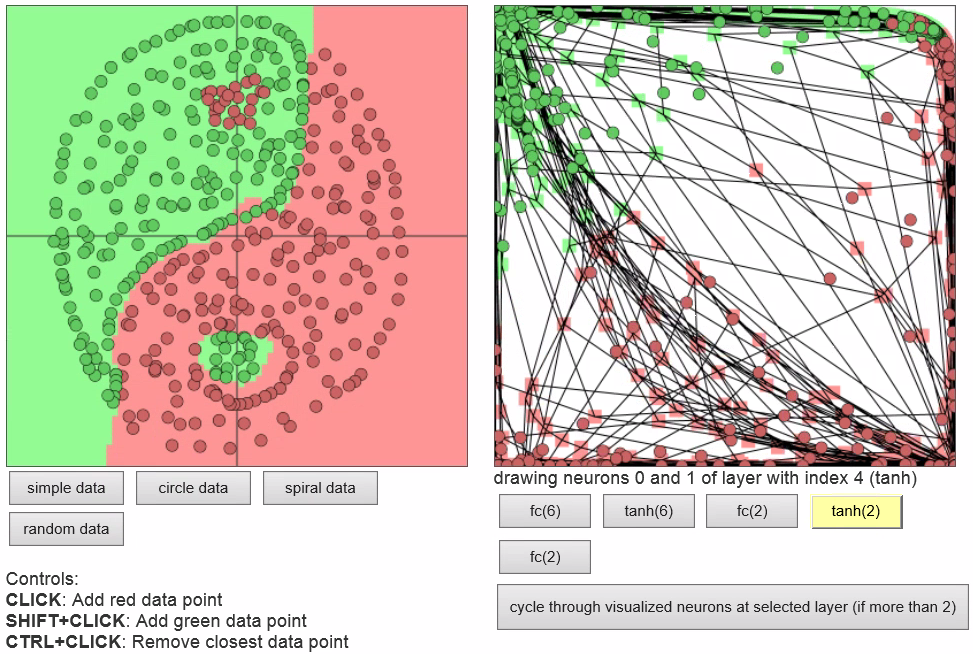 simple data
circle data
spiral data
random data
Controls:
CLICK: Add red data point
SHIFT+CLICK: Add green data point
CTRL+CLICK: Remove closest data point
drawing neurons 0 and 1 of layer with index 4 (tanh)
fc(6)
tanh(6)
fc(2)
tanh(2)
fc(2)
cycle through visualized neurons at selected layer (if more than 2)